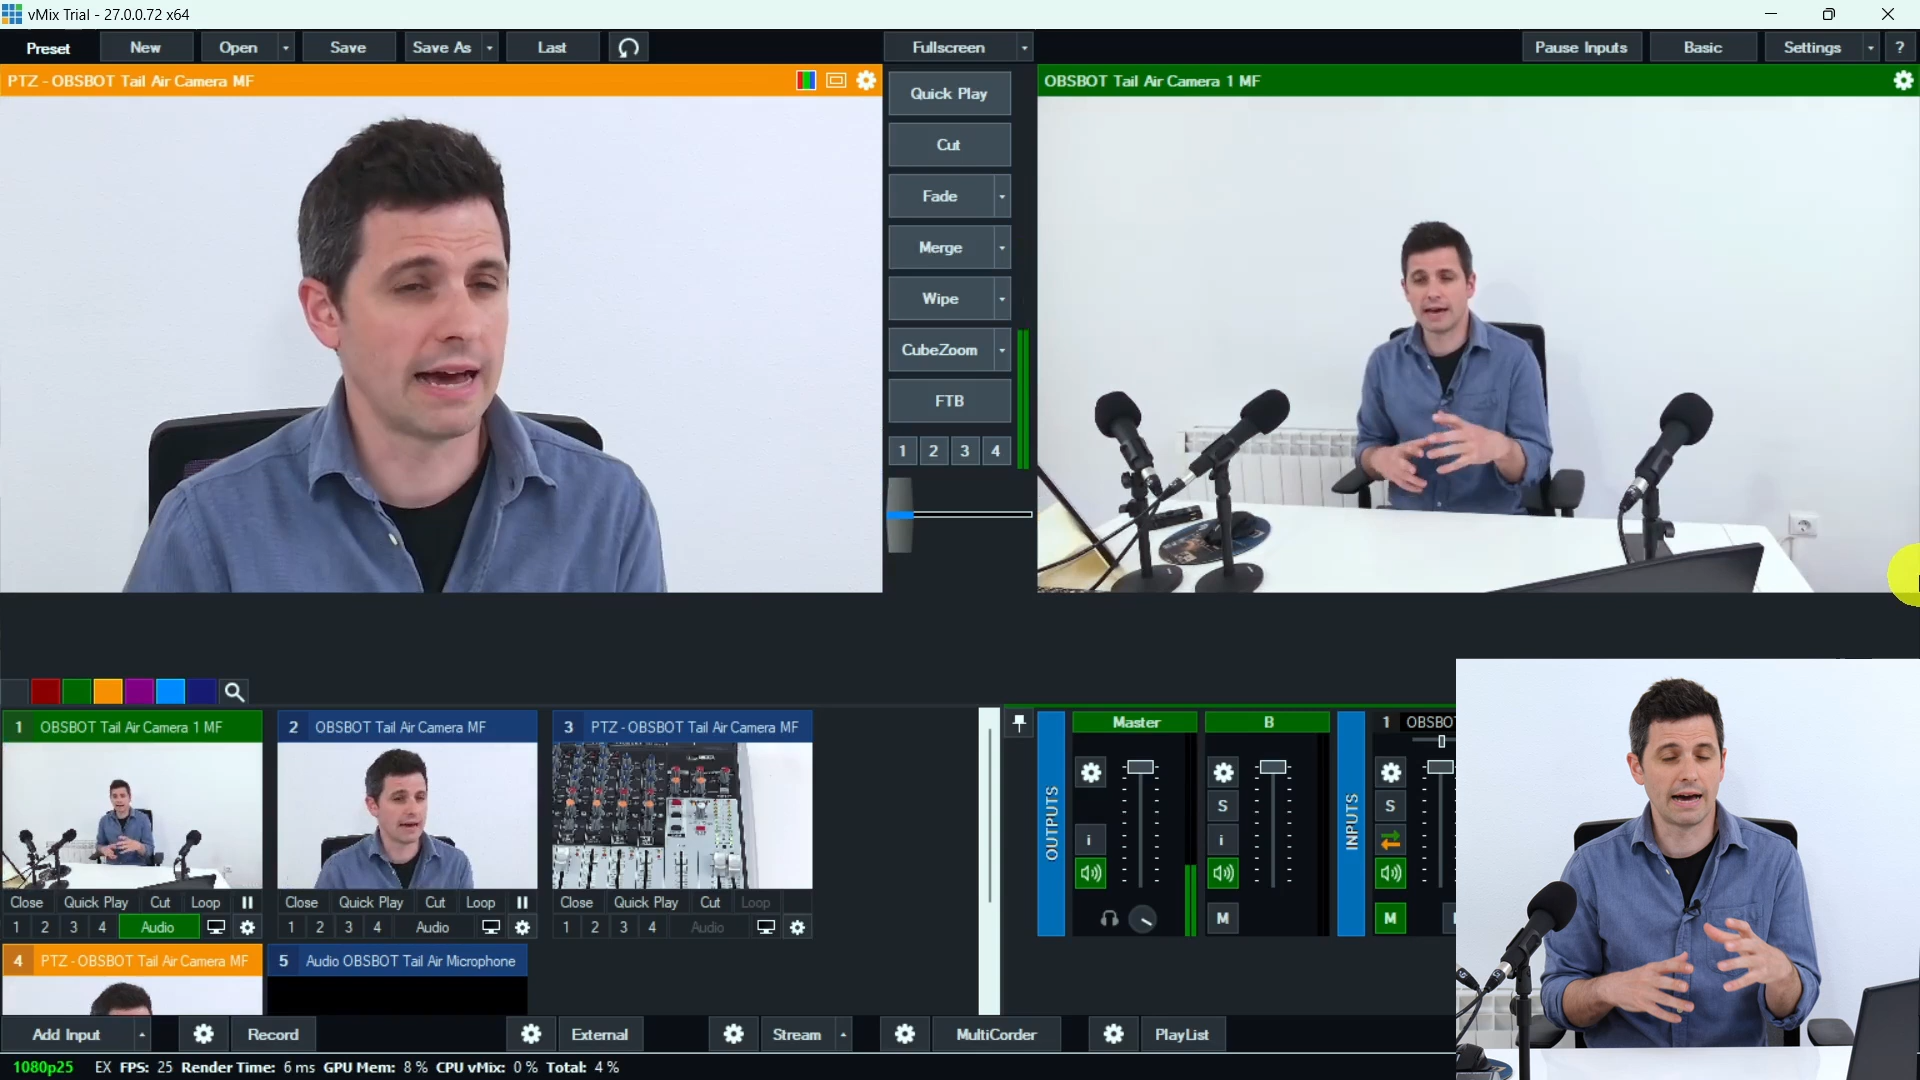 vMix Trial - 27.0.0.72 x64
Preset New Open Save Save As Last Fullscreen Pause Inputs Basic Settings ?
PTZ - OBSBOT Tail Air Camera MF
OBSBOT Tail Air Camera 1 MF
Quick Play
Cut
Fade
Merge
Wipe
CubeZoom
FTB
1 2 3 4
1 OBSBOT Tail Air Camera 1 MF
2 OBSBOT Tail Air Camera MF
3 PTZ - OBSBOT Tail Air Camera MF
Close Quick Play Cut Loop
Close Quick Play Cut Loop
Close Quick Play Cut Loop
1 2 3 4 Audio
1 2 3 4 Audio
1 2 3 4 Audio
4 PTZ - OBSBOT Tail Air Camera MF
5 Audio OBSBOT Tail Air Microphone
OUTPUTS
Master
i
B
S
i
M
INPUTS
1 OBSBOT
S
M
Add Input Record External Stream MultiCorder PlayList
1080p25 EX FPS: 25 Render Time: 6 ms GPU Mem: 8 % CPU vMix: 0 % Total: 4 %